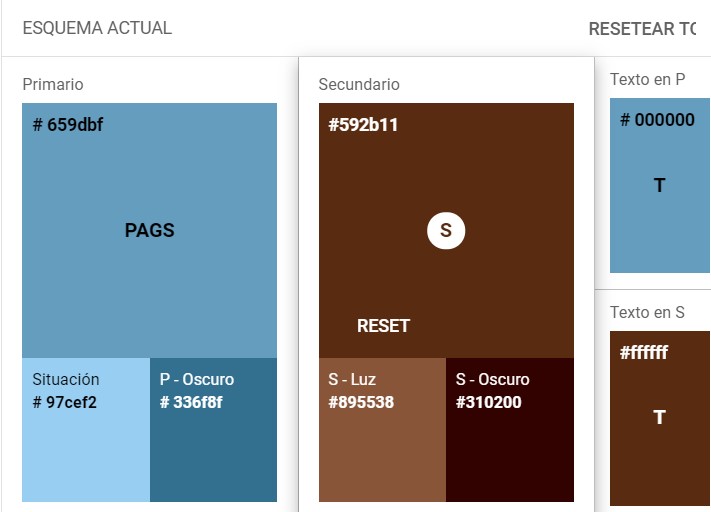 ESQUEMA ACTUAL
RESETEAR
Primario
# 659dbf
PAGS
Situación
# 97cef2
P - Oscuro
# 336f8f
Secundario
#592b11
S
RESET
S - Luz
#895538
S - Oscuro
#310200
Texto en P
# 000000
T
Texto en S
#ffffff
T